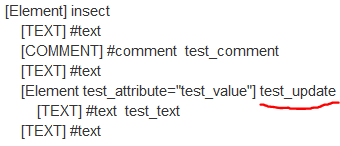 [Element] insect
[TEXT] #text
[COMMENT] #comment test_comment
[TEXT] #text
[Element test_attribute="test_value"] test_update
[TEXT] #text test_text
[TEXT] #text